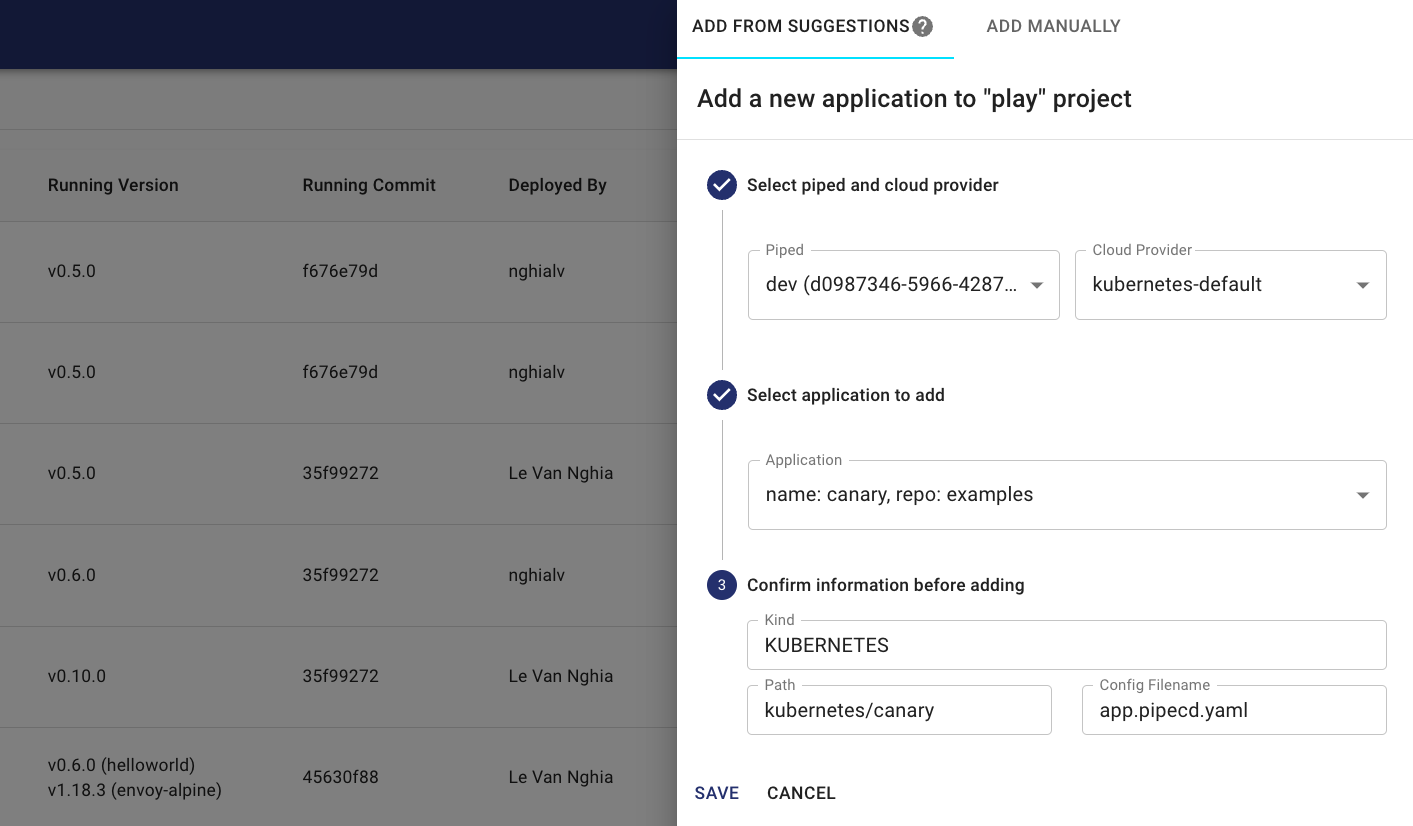 ADD FROM SUGGESTIONS ?
ADD MANUALLY
Add a new application to "play" project
Running Version Running Commit Deployed By
v0.5.0 f676e79d nghialv
v0.5.0 f676e79d nghialv
v0.5.0 35f99272 Le Van Nghia
v0.6.0 35f99272 nghialv
v0.10.0 35f99272 Le Van Nghia
v0.6.0 (helloworld)
v1.18.3 (envoy-alpine)
45630f88 Le Van Nghia
Select piped and cloud provider
Piped
dev (d0987346-5966-4287...
Cloud Provider
kubernetes-default
Select application to add
Application
name: canary, repo: examples
3 Confirm information before adding
Kind
KUBERNETES
Path
kubernetes/canary
Config Filename
app.pipecd.yaml
SAVE CANCEL